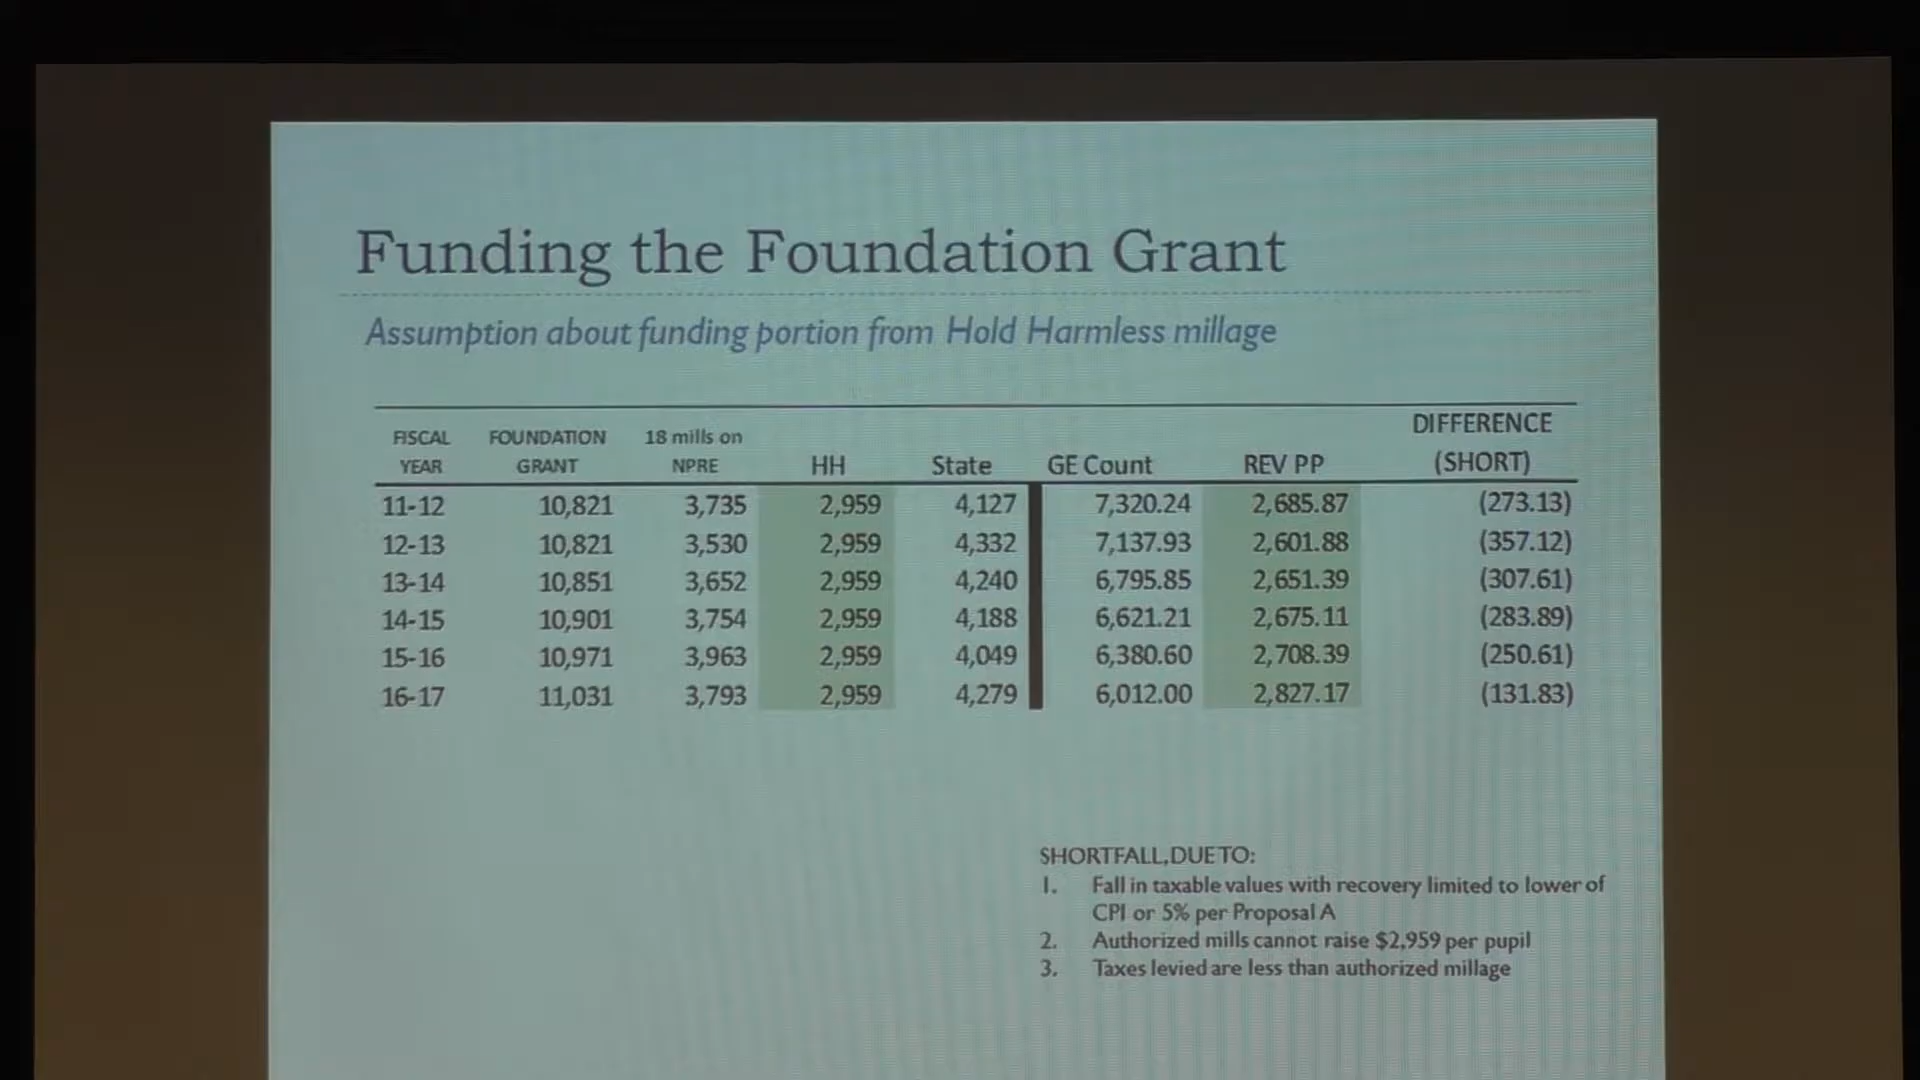 Funding the Foundation Grant
Assumption about funding portion from Hold Harmless millage
DIFFERENCE
FISCAL FOUNDATION 18 mills on
YEAR GRANT NPRE HH State GE Count REV PP (SHORT)
11-12 10,821 3,735 2,959 4,127 7,320.24 2,685.87 (273.13)
12-13 10,821 3,530 2,959 4,332 7,137.93 2,601.88 (357.12)
13-14 10,851 3,652 2,959 4,240 6,795.85 2,651.39 (307.61)
14-15 10,901 3,754 2,959 4,188 6,621.21 2,675.11 (283.89)
15-16 10,971 3,963 2,959 4,049 6,380.60 2,708.39 (250.61)
16-17 11,031 3,793 2,959 4,279 6,012.00 2,827.17 (131.83)
SHORTFALL, DUE TO:
1. Fall in taxable values with recovery limited to lower of
CPI or 5% per Proposal A
2. Authorized mills cannot raise $2,959 per pupil
3. Taxes levied are less than authorized millage